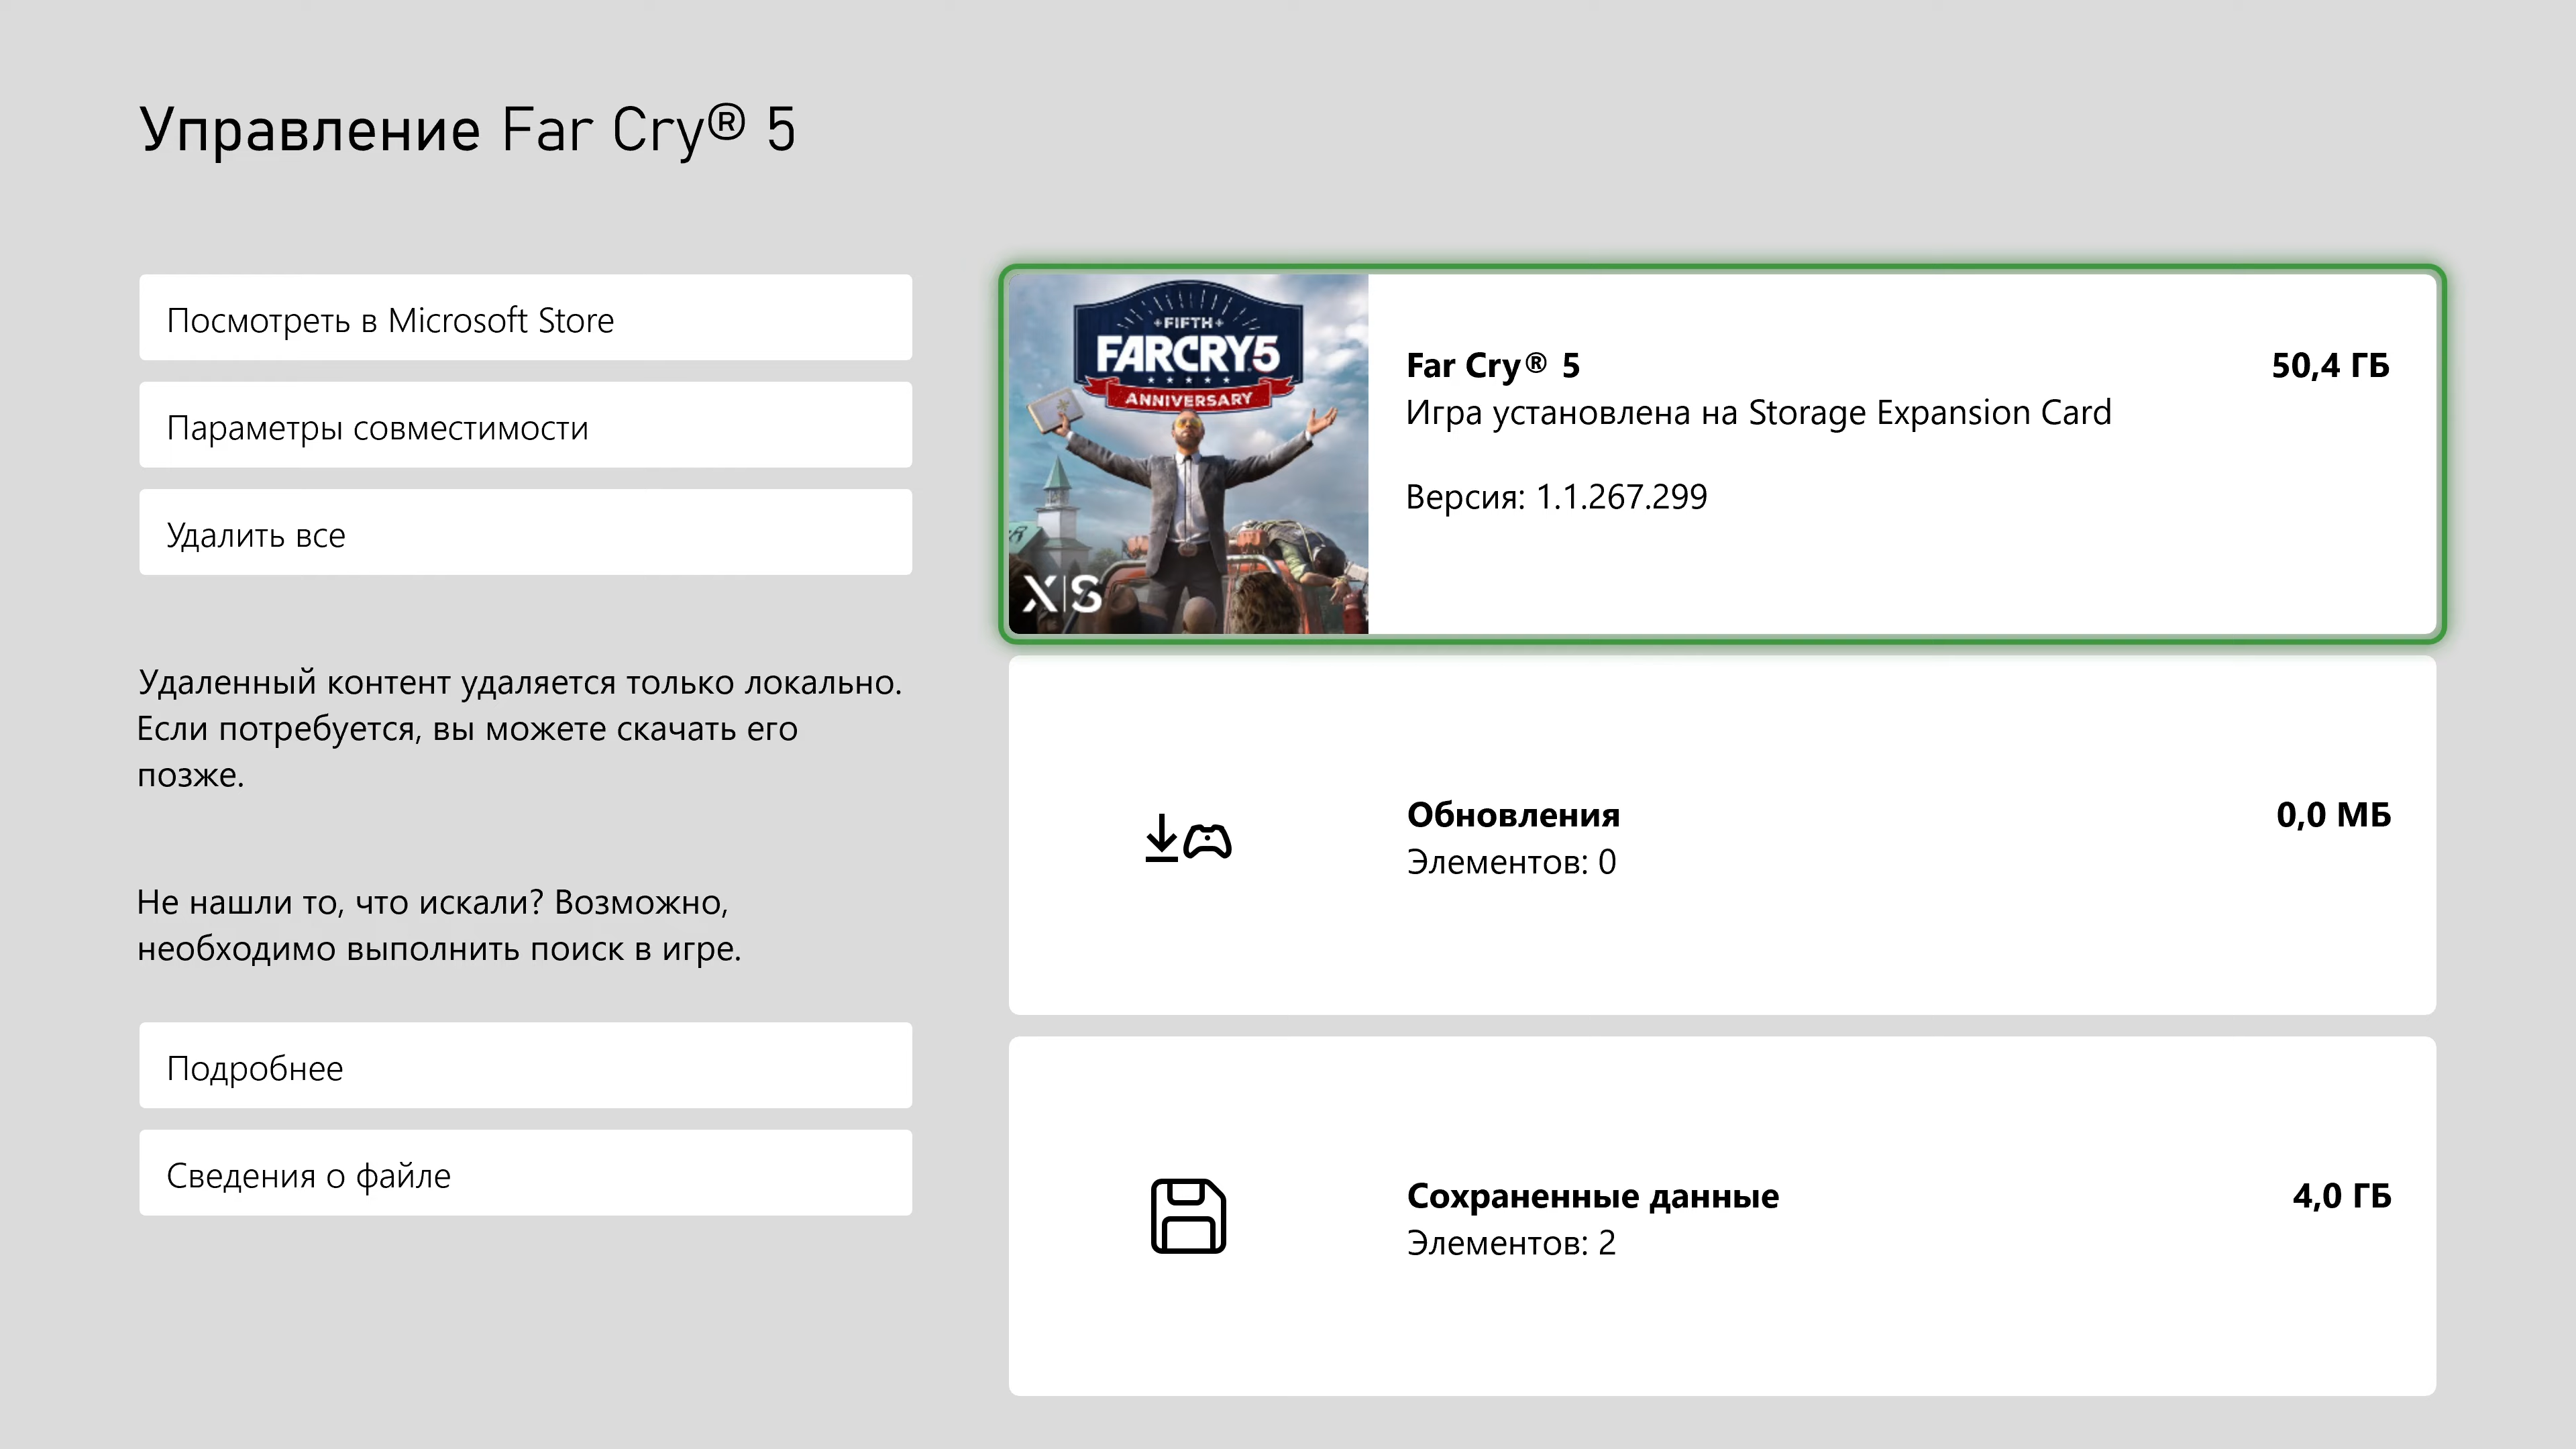 Управление Far Cry® 5
Посмотреть в Microsoft Store
Параметры совместимости
Удалить все
Удаленный контент удаляется только локально.
Если потребуется, вы можете скачать его
позже.
Не нашли то, что искали? Возможно,
необходимо выполнить поиск в игре.
Подробнее
Сведения о файле
FIFTH
FARCRY5
ANNIVERSARY
X|S
Far Cry® 5 50,4 ГБ
Игра установлена на Storage Expansion Card
Версия: 1.1.267.299
Обновления 0,0 МБ
Элементов: 0
Сохраненные данные 4,0 ГБ
Элементов: 2